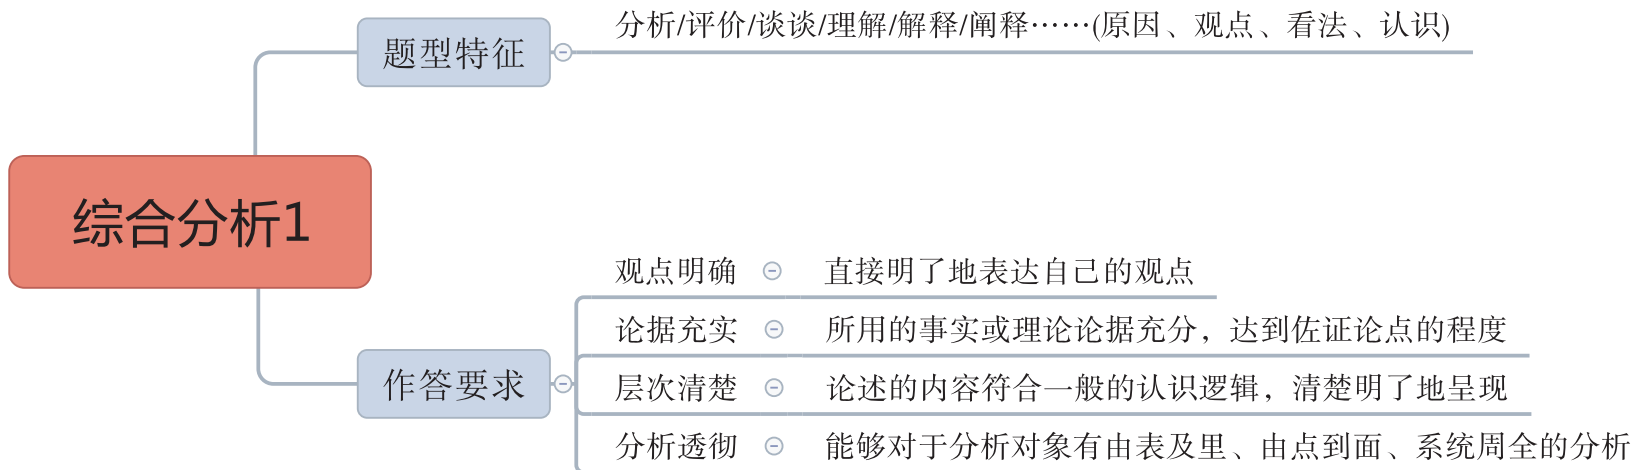 题型特征
分析/评价/谈谈/理解/解释/阐释……(原因、观点、看法、认识)
综合分析1
作答要求
观点明确 直接明了地表达自己的观点
论据充实 所用的事实或理论论据充分，达到佐证论点的程度
层次清楚 论述的内容符合一般的认识逻辑，清楚明了地呈现
分析透彻 能够对于分析对象有由表及里、由点到面、系统周全的分析